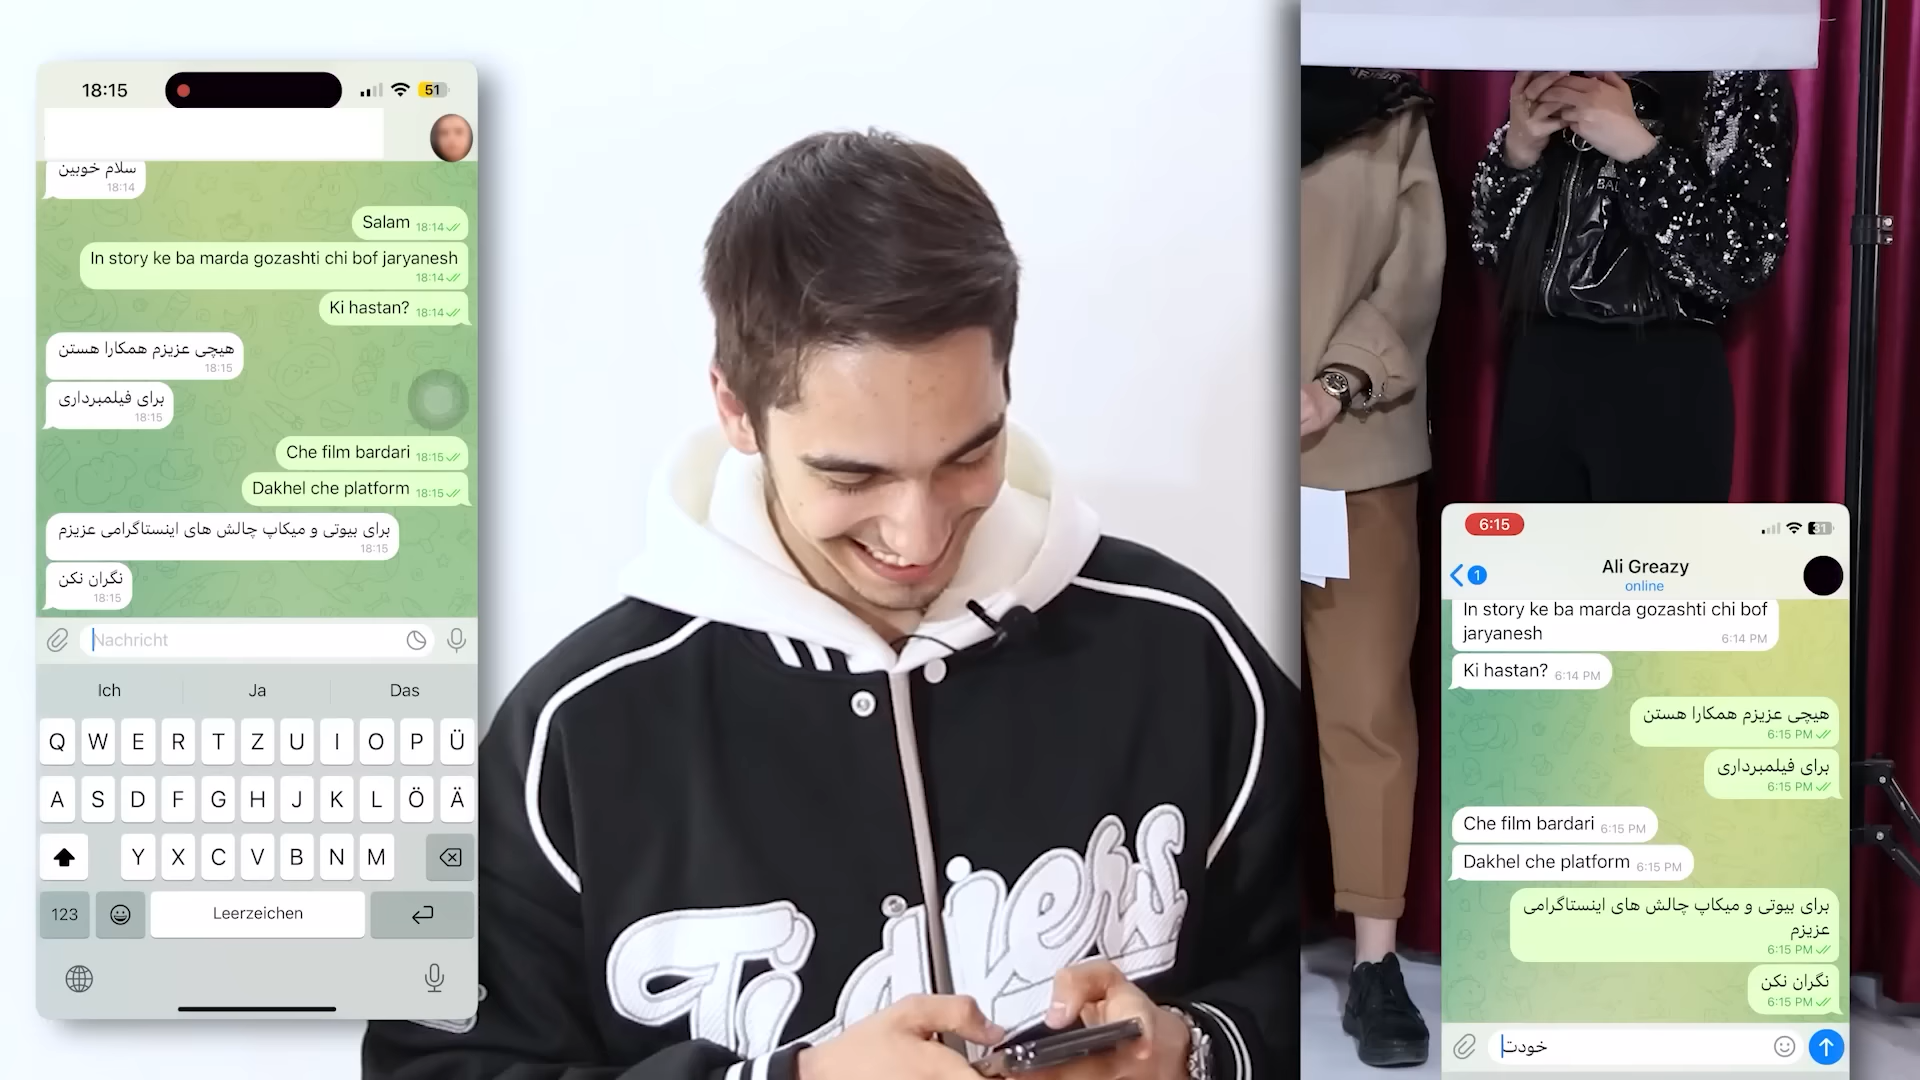 18:15
51
سلام خوبین
18:14
Salam 18:14
In story ke ba marda gozashti chi bof jaryanesh
18:14
Ki hastan? 18:14
هیچی عزیزم همکارا هستن
18:15
برای فیلمبرداری
18:15
Che film bardari 18:15
Dakhel che platform 18:15
برای بیوتی و میکاپ چالش های اینستاگرامی عزیزم
18:15
نگران نکن
18:15
Nachricht
Ich Ja Das
Q W E R T Z U I O P Ü
A S D F G H J K L Ö Ä
Y X C V B N M
123 Leerzeichen
BAL
6:15
31
1
Ali Greazy
online
In story ke ba marda gozashti chi bof
jaryanesh
6:14 PM
Ki hastan? 6:14 PM
هیچی عزیزم همکارا هستن
6:15 PM
برای فیلمبرداری
6:15 PM
Che film bardari 6:15 PM
Dakhel che platform 6:15 PM
برای بیوتی و میکاپ چالش های اینستاگرامی
عزیزم
6:15 PM
نگران نکن
6:15 PM
خودت